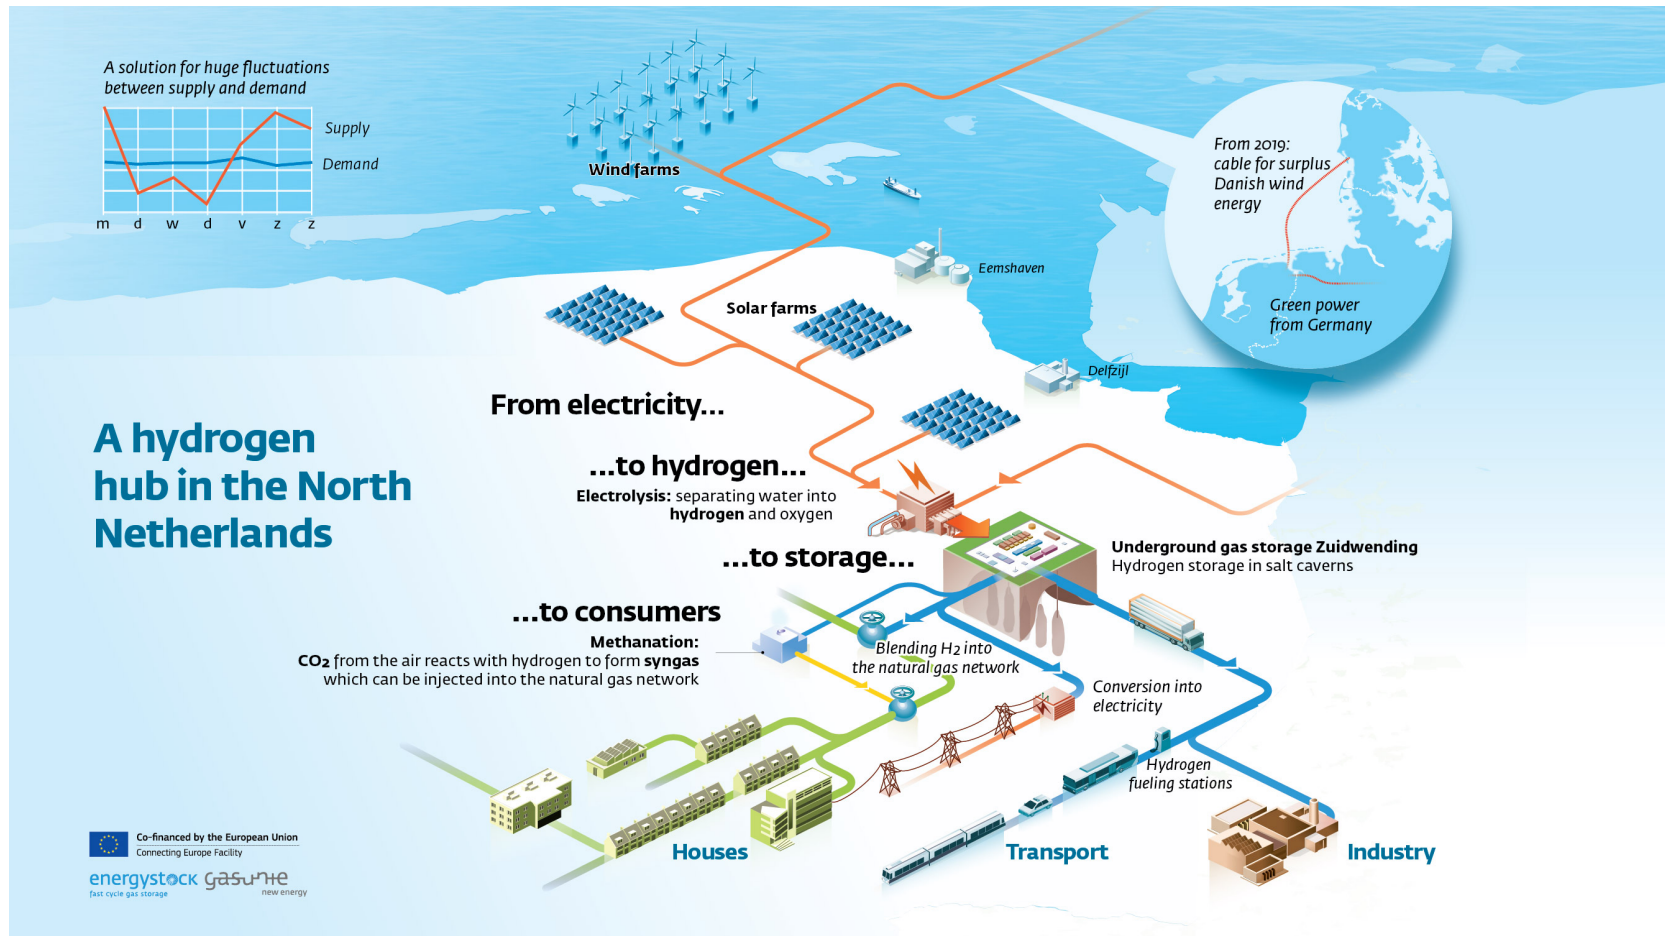 A solution for huge fluctuations
between supply and demand
Supply
Demand
m d w d v z z
Wind farms
From 2019:
cable for surplus
Danish wind
energy
Green power
from Germany
Eemshaven
Solar farms
Delfzijl
A hydrogen
hub in the North
Netherlands
From electricity...
...to hydrogen...
Electrolysis: separating water into
hydrogen and oxygen
...to storage...
Underground gas storage Zuidwending
Hydrogen storage in salt caverns
...to consumers
Methanation:
CO2 from the air reacts with hydrogen to form syngas
which can be injected into the natural gas network
Blending H2 into
the natural gas network
Conversion into
electricity
Hydrogen
fueling stations
Houses
Transport
Industry
Co-financed by the European Union
Connecting Europe Facility
energystock
fast cycle gas storage
gasunie
new energy